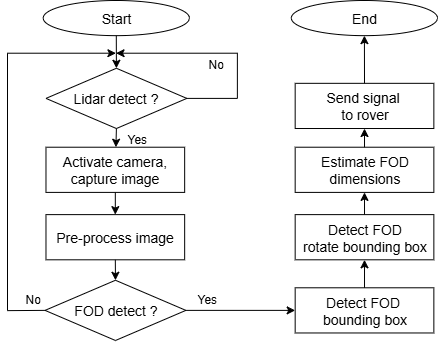 Start
No
Lidar detect ?
Yes
Activate camera,
capture image
Pre-process image
FOD detect ?
No
Yes
Detect FOD
bounding box
Detect FOD
rotate bounding box
Estimate FOD
dimensions
Send signal
to rover
End